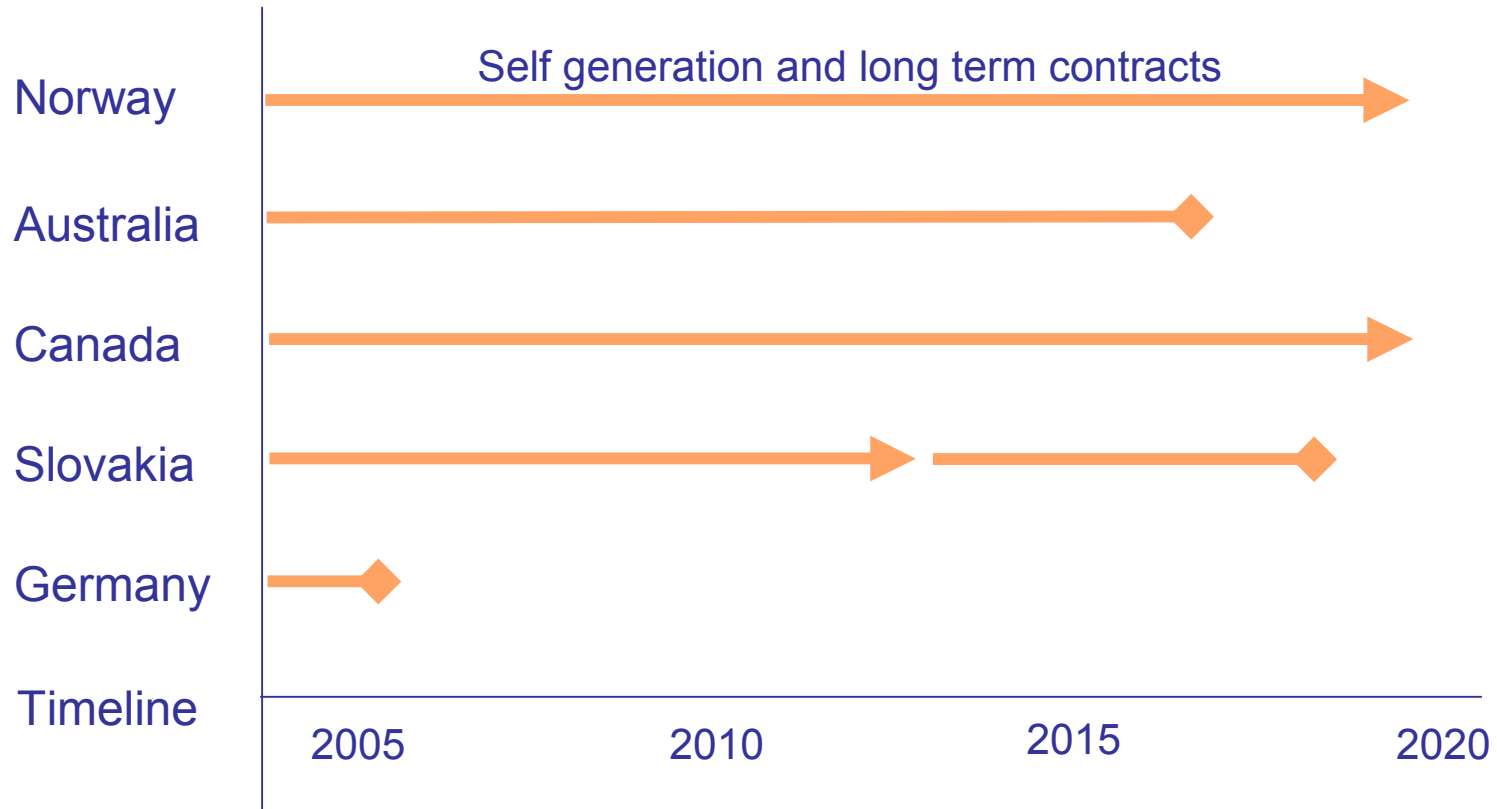 Self generation and long term contracts
Norway
Australia
Canada
Slovakia
Germany
Timeline
2005 2010 2015 2020